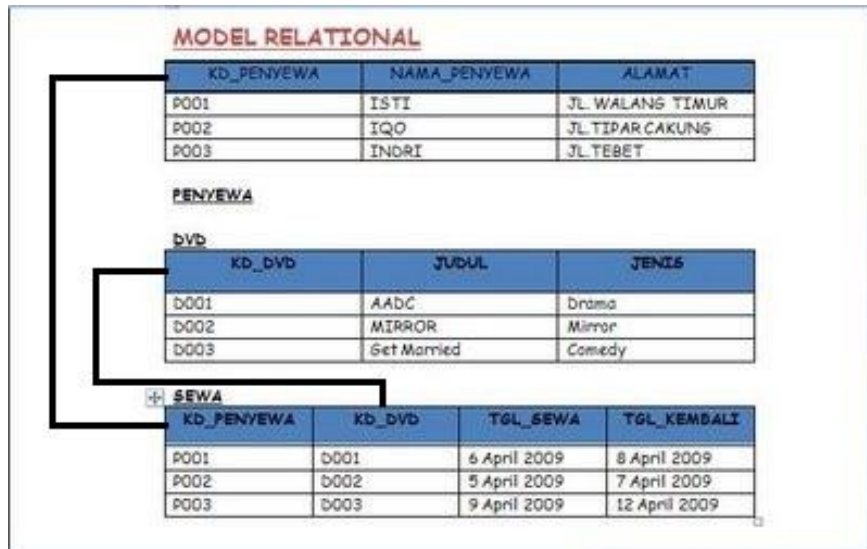 MODEL RELATIONAL
KD_PENYEWA NAMA_PENYEWA ALAMAT
P001 ISTI JL. WALANG TIMUR
P002 IQO JL.TIPAR CAKUNG
P003 INDRI JL.TEBET
PENYEWA
DVD
KD_DVD JUDUL JENIS
D001 AADC Drama
D002 MIRROR Mirror
D003 Get Married Comedy
SEWA
KD_PENYEWA KD_DVD TGL_SEWA TGL_KEMBALI
P001 D001 6 April 2009 8 April 2009
P002 D002 5 April 2009 7 April 2009
P003 D003 9 April 2009 12 April 2009